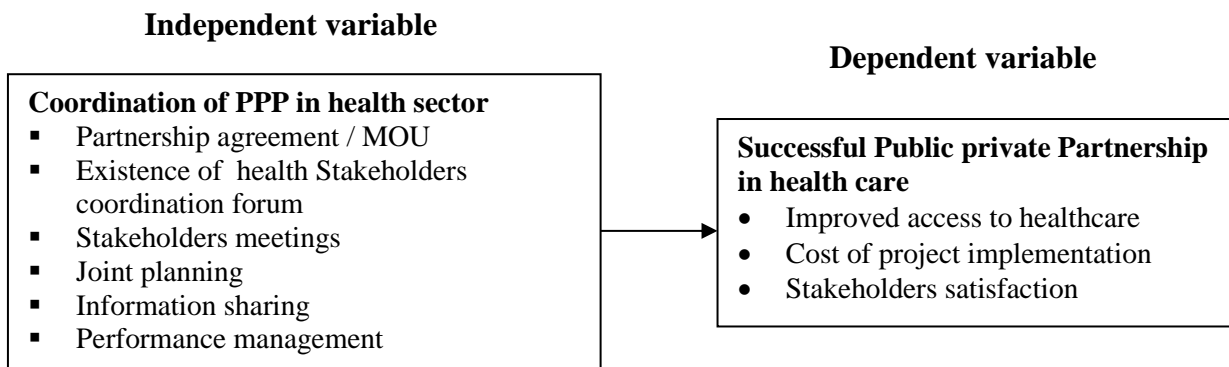 Independent variable
Coordination of PPP in health sector
▪ Partnership agreement / MOU
▪ Existence of health Stakeholders
coordination forum
▪ Stakeholders meetings
▪ Joint planning
▪ Information sharing
▪ Performance management
Dependent variable
Successful Public private Partnership
in health care
• Improved access to healthcare
• Cost of project implementation
• Stakeholders satisfaction